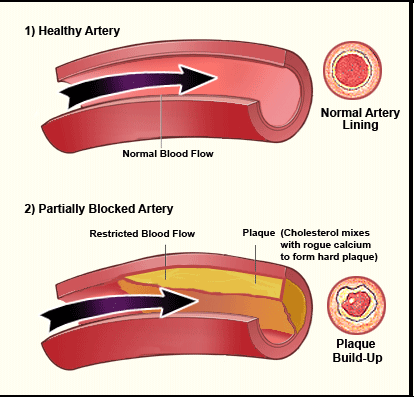 1) Healthy Artery
Normal Artery
Lining
Normal Blood Flow
2) Partially Blocked Artery
Restricted Blood Flow
Plaque (Cholesterol mixes
with rogue calcium
to form hard plaque)
Plaque
Build-Up